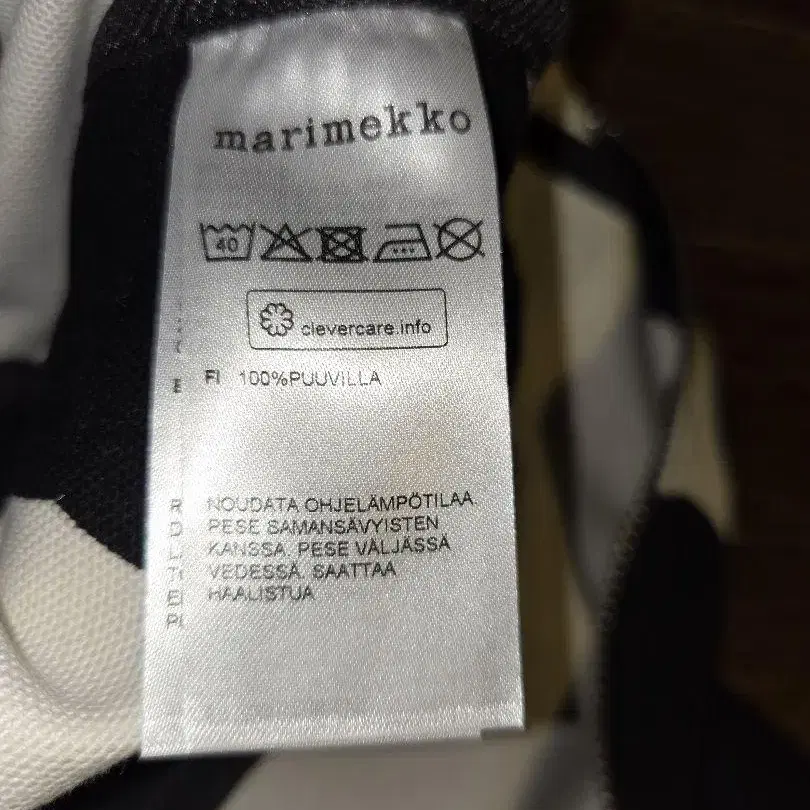 marimekko
40
clevercare.info
FI 100%PUUVILLA
NOUDATA OHJELÄMPÖTILAA.
PESE SAMANSÄVYISTEN
KANSSA. PESE VÄLJÄSSÄ
VEDESSÄ. SAATTAA
HAALISTUA